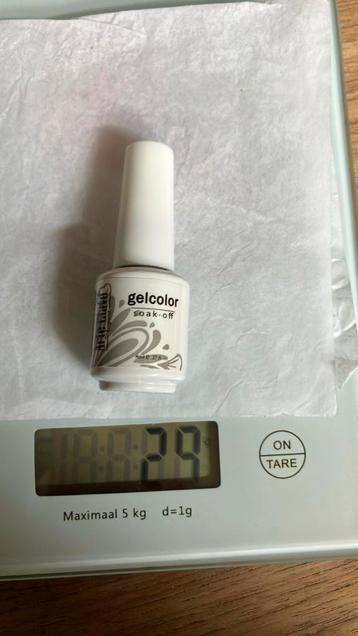 gelcolor
soak-off
29
ON
TARE
Maximaal 5 kg d=1g